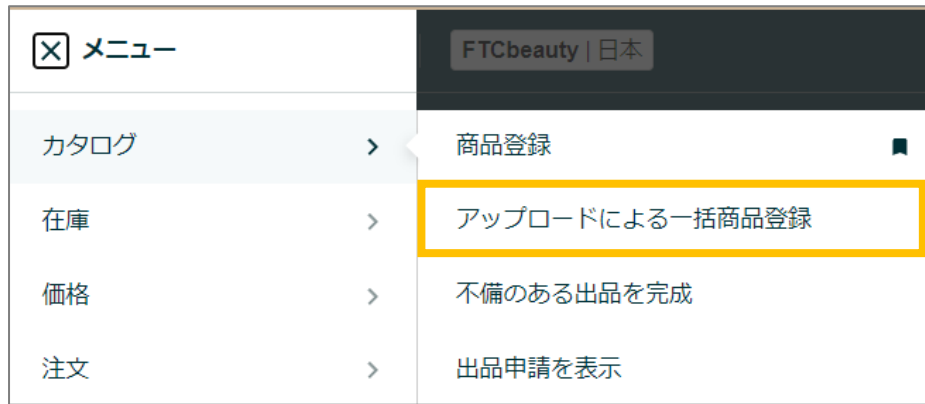 メニュー
FTCbeauty | 日本
カタログ
在庫
価格
注文
商品登録
アップロードによる一括商品登録
不備のある出品を完成
出品申請を表示